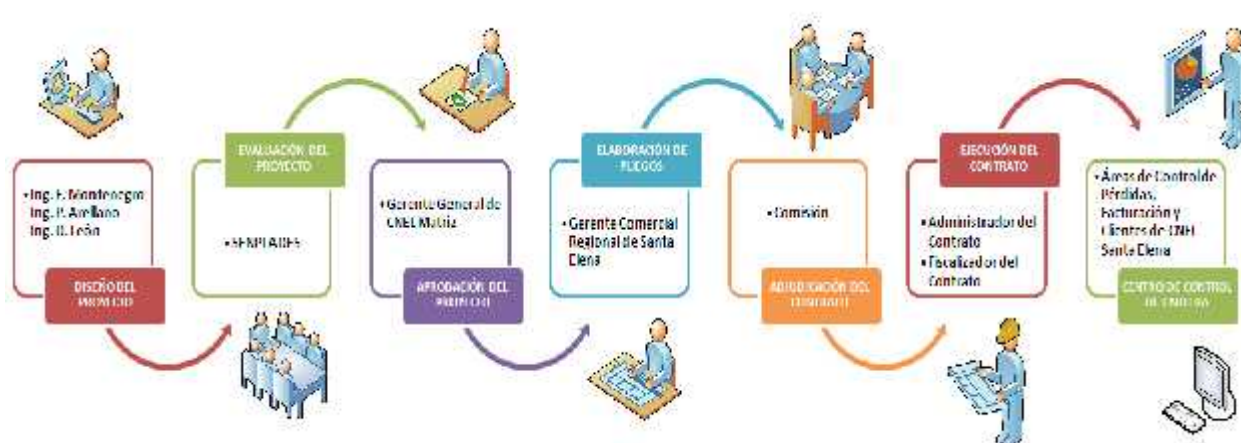 • Ing. F. Montenegro
Ing. P. Arellano
Ing. D. León
DISEÑO DEL
PROYECTO
EVALUACIÓN DEL
PROYECTO
• SENPLADES
• Gerente General de
CNEL Matriz
APROBACIÓN DEL
PROYECTO
ELABORACIÓN DE
PLIEGOS
• Gerente Comercial
Regional de Santa
Elena
• Comisión
ADJUDICACIÓN DEL
CONTRATO
EJECUCIÓN DEL
CONTRATO
• Administrador del
Contrato
• Fiscalizador del
Contrato
• Áreas de Control de
Pérdidas,
Facturación y
Clientes de CNEL
Santa Elena
CENTRO DE CONTROL